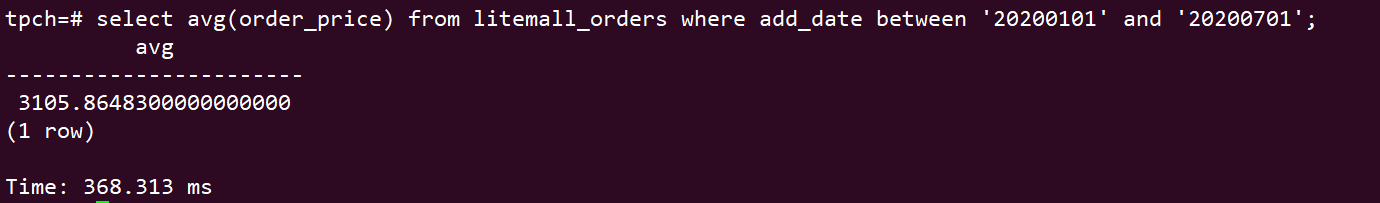 tpch=# select avg(order_price) from litemall_orders where add_date between '20200101' and '20200701';
avg
-----------------------
3105.8648300000000000
(1 row)
Time: 368.313 ms